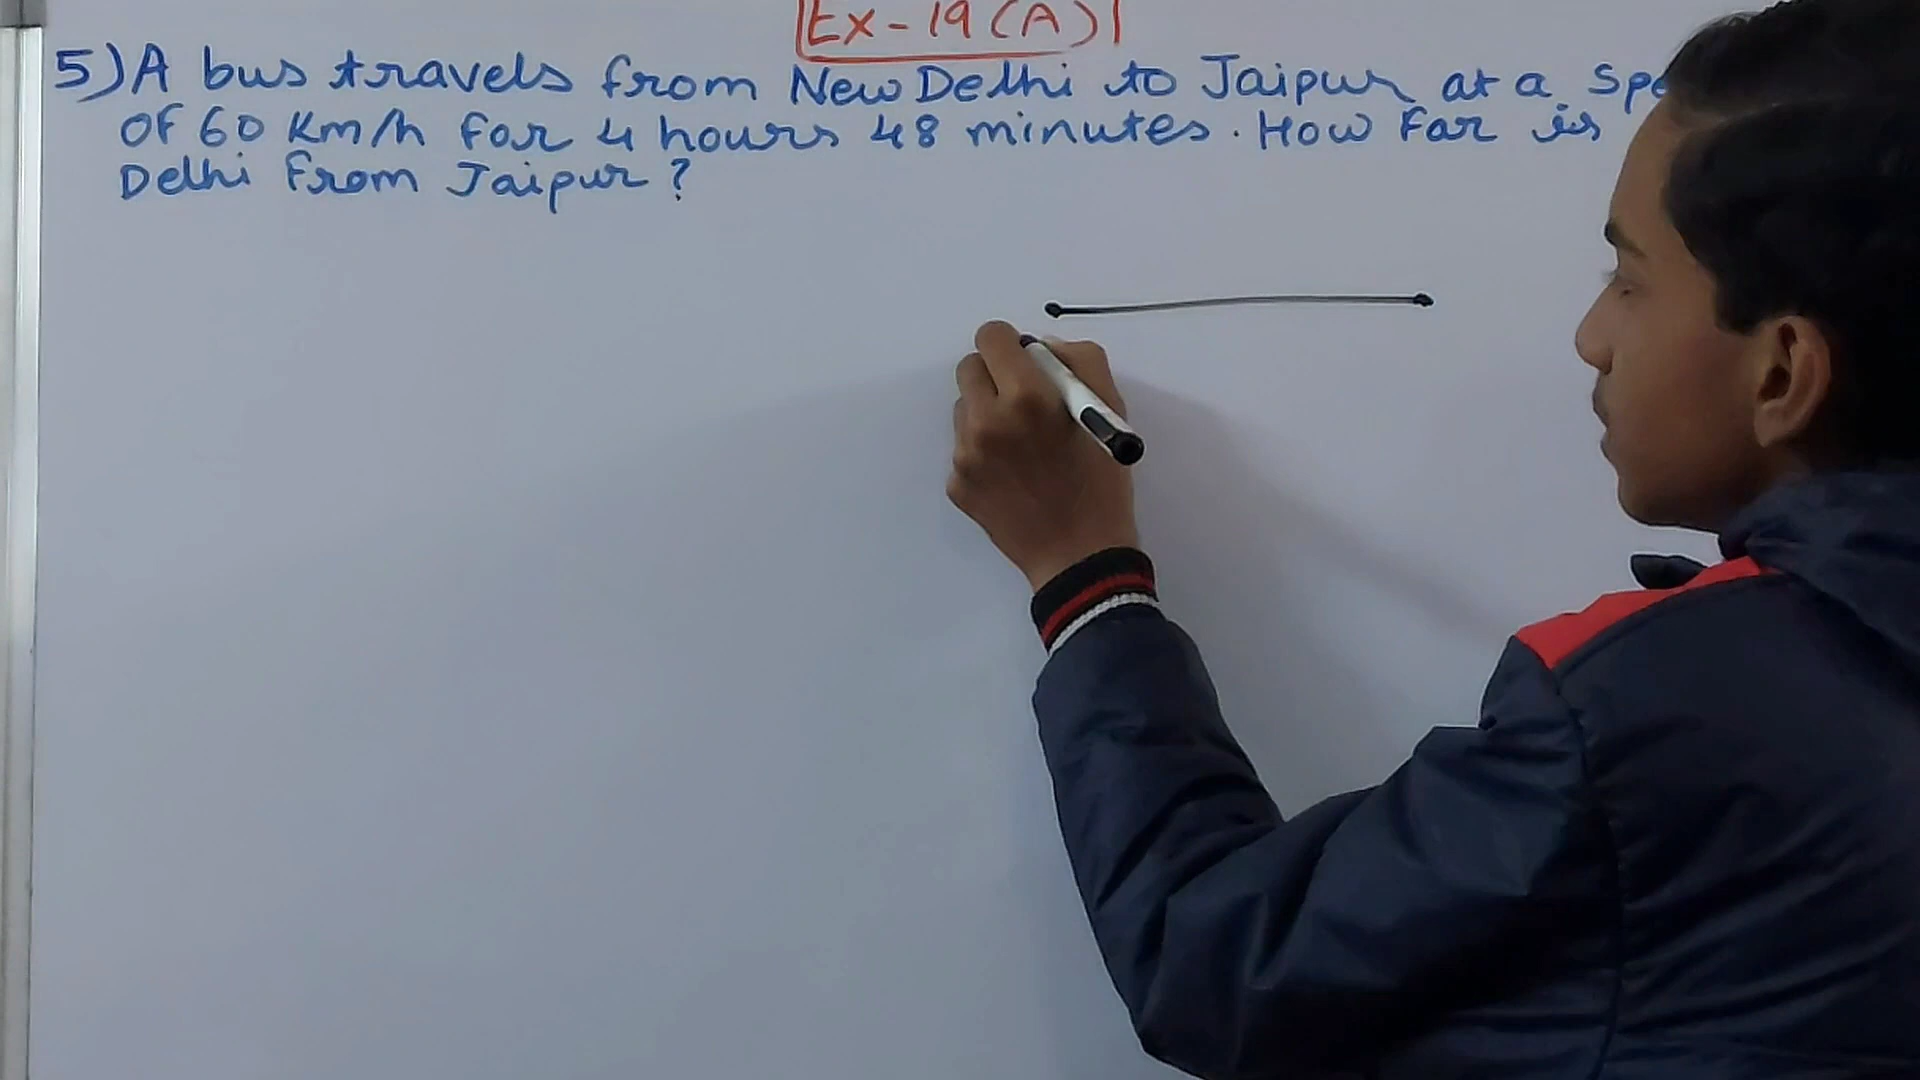 Ex-19(A)
5) A bus travels from New Delhi to Jaipur at a
of 60 Km/h for 4 hours 48 minutes. How far is
Delhi from Jaipur?